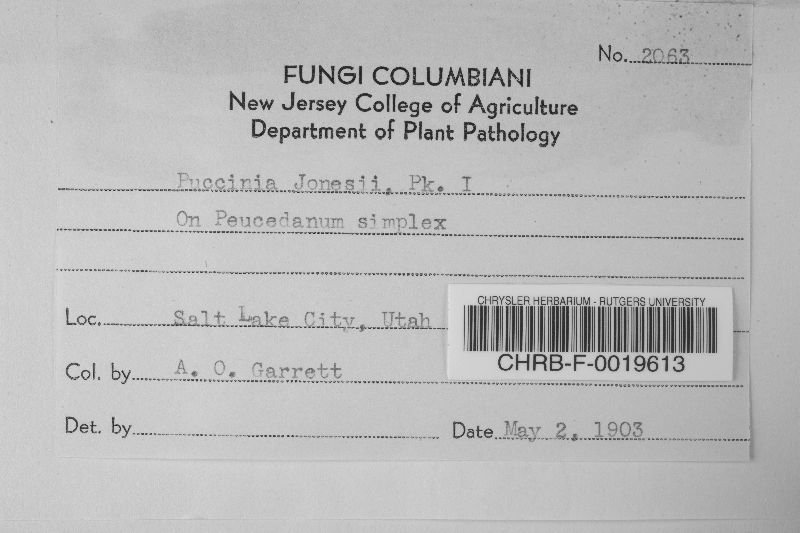 No. 2063
FUNGI COLUMBIANI
New Jersey College of Agriculture
Department of Plant Pathology
Puccinia Jonesii, Pk. I
On Peucedanum simplex
Loc. Salt Lake City, Utah
CHRYSLER HERBARIUM - RUTGERS UNIVERSITY
CHRB-F-0019613
Col. by A. O. Garrett
Det. by
Date May 2, 1903